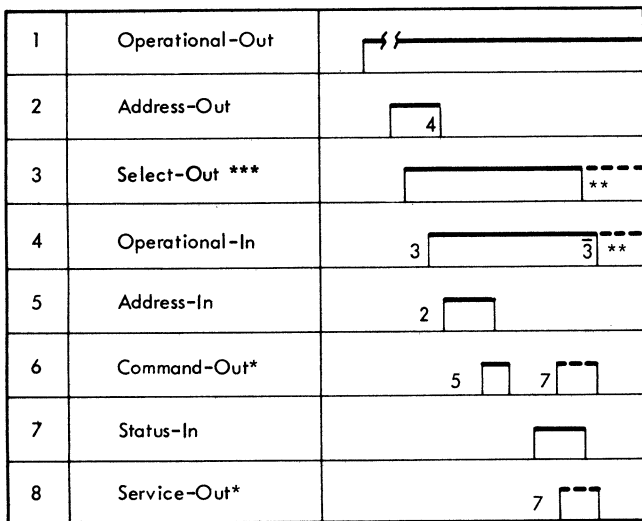 1 Operational-Out
2 Address-Out 4
3 Select-Out *** **
4 Operational-In 3 3̅ **
5 Address-In 2
6 Command-Out* 5 7
7 Status-In
8 Service-Out* 7